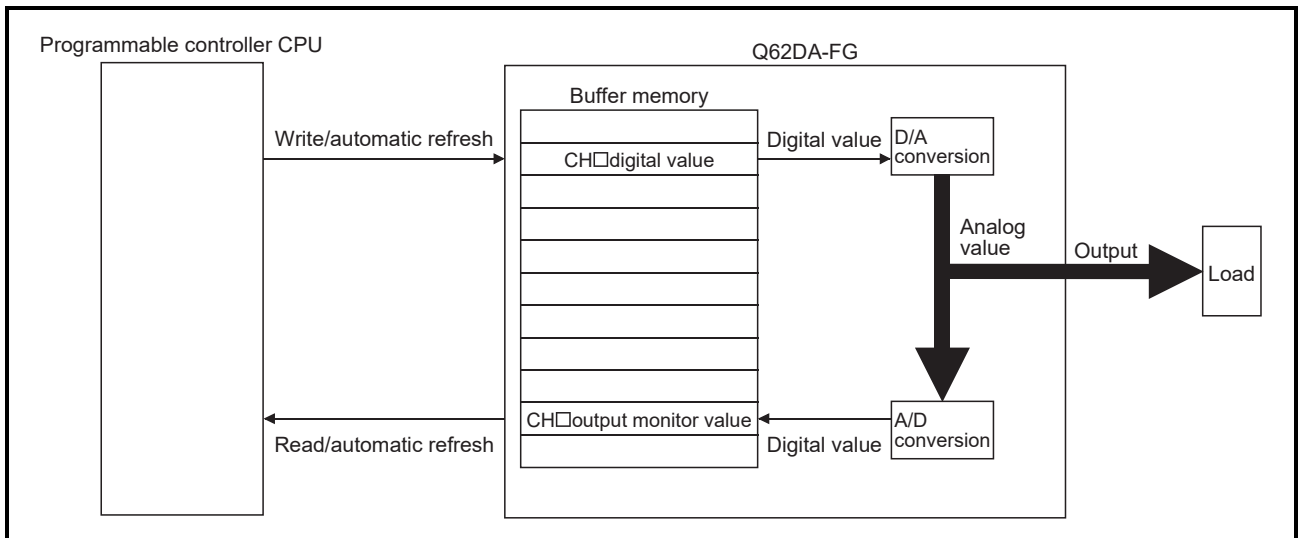 Programmable controller CPU
Q62DA-FG
Buffer memory
Write/automatic refresh
CH□digital value
Digital value
D/A
conversion
Analog
value
Output
Load
CH□output monitor value
Read/automatic refresh
Digital value
A/D
conversion